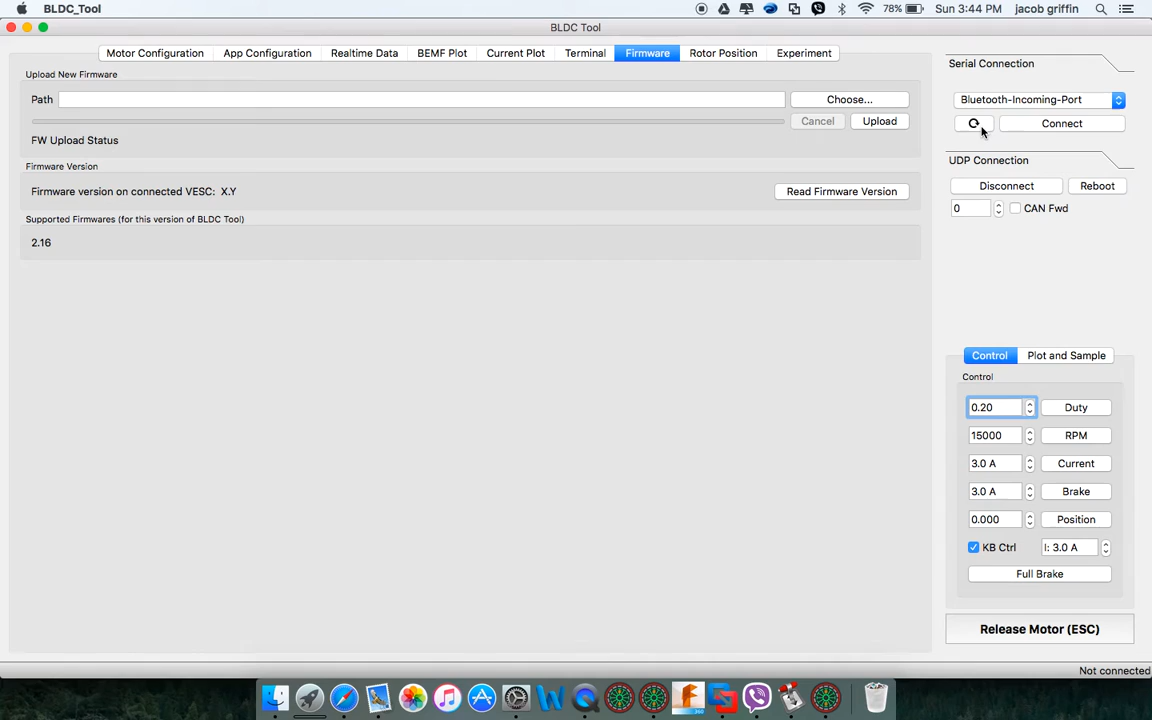 BLDC_Tool
78%
Sun 3:44 PM
jacob griffin
BLDC Tool
Motor Configuration
App Configuration
Realtime Data
BEMF Plot
Current Plot
Terminal
Firmware
Rotor Position
Experiment
Upload New Firmware
Path
Choose...
Cancel
Upload
FW Upload Status
Firmware Version
Firmware version on connected VESC: X.Y
Read Firmware Version
Supported Firmwares (for this version of BLDC Tool)
2.16
Serial Connection
Bluetooth-Incoming-Port
Connect
UDP Connection
Disconnect
Reboot
0
CAN Fwd
Control
Plot and Sample
Control
0.20
Duty
15000
RPM
3.0 A
Current
3.0 A
Brake
0.000
Position
KB Ctrl
I: 3.0 A
Full Brake
Release Motor (ESC)
Not connected